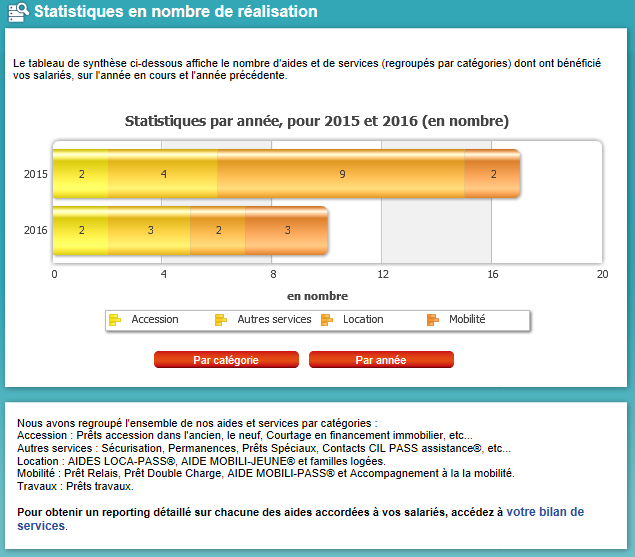 Statistiques en nombre de réalisation
Le tableau de synthèse ci-dessous affiche le nombre d'aides et de services (regroupés par catégories) dont ont bénéficié
vos salariés, sur l'année en cours et l'année précédente.
Statistiques par année, pour 2015 et 2016 (en nombre)
2015 2 4 9 2
2016 2 3 2 3
0 4 8 12 16 20
en nombre
Accession Autres services Location Mobilité
Par catégorie Par année
Nous avons regroupé l'ensemble de nos aides et services par catégories :
Accession : Prêts accession dans l'ancien, le neuf, Courtage en financement immobilier, etc...
Autres services : Sécurisation, Permanences, Prêts Spéciaux, Contacts CIL PASS assistance®, etc...
Location : AIDES LOCA-PASS®, AIDE MOBILI-JEUNE® et familles logées.
Mobilité : Prêt Relais, Prêt Double Charge, AIDE MOBILI-PASS® et Accompagnement à la la mobilité.
Travaux : Prêts travaux.
Pour obtenir un reporting détaillé sur chacune des aides accordées à vos salariés, accédez à votre bilan de
services.